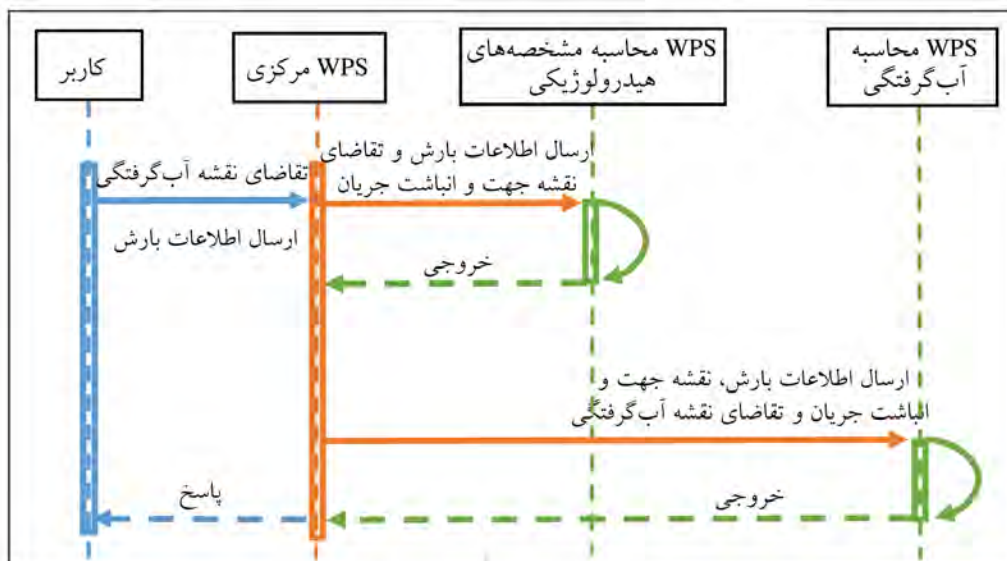 کاربر
WPS مرکزی
WPS محاسبه مشخصه‌های
هیدرولوژیکی
WPS محاسبه
آب‌گرفتگی
تقاضای نقشه آب‌گرفتگی
ارسال اطلاعات بارش
ارسال اطلاعات بارش و تقاضای
نقشه جهت و انباشت جریان
خروجی
ارسال اطلاعات بارش، نقشه جهت و
انباشت جریان و تقاضای نقشه آب‌گرفتگی
خروجی
پاسخ